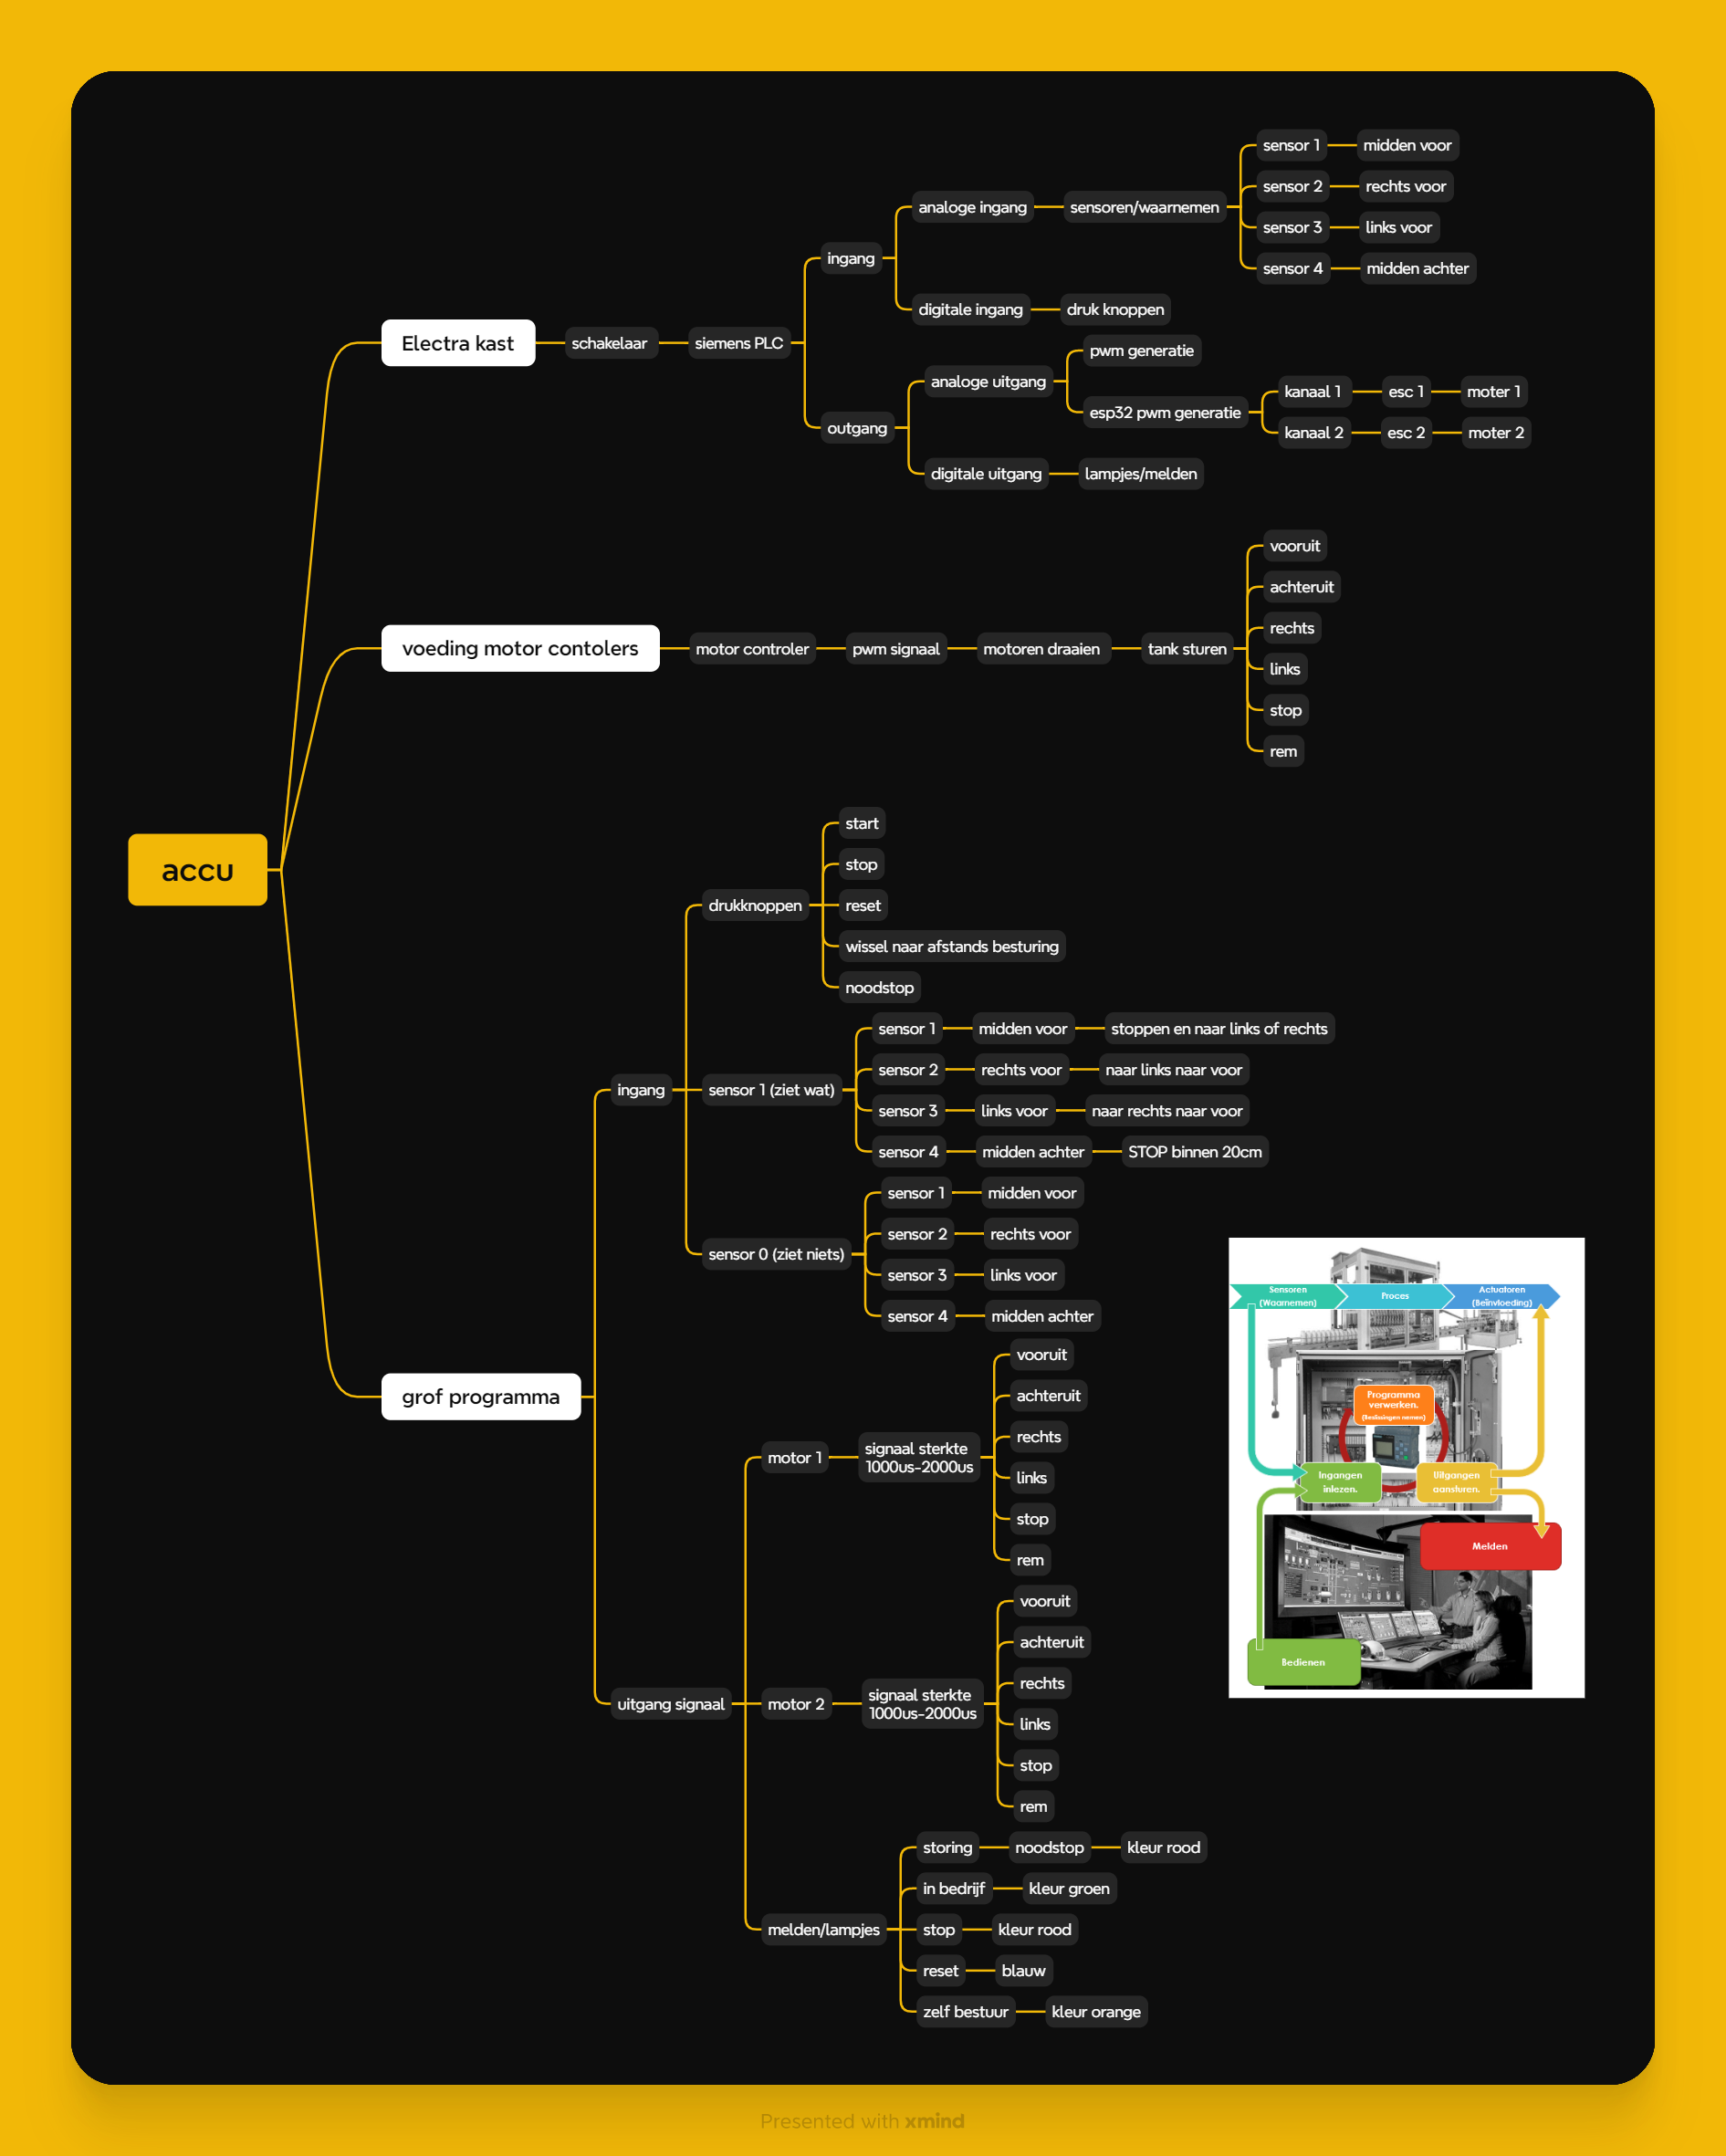 accu
Electra kast
schakelaar
siemens PLC
ingang
analoge ingang
sensoren/waarnemen
sensor 1
midden voor
sensor 2
rechts voor
sensor 3
links voor
sensor 4
midden achter
digitale ingang
druk knoppen
outgang
analoge uitgang
pwm generatie
esp32 pwm generatie
kanaal 1
esc 1
moter 1
kanaal 2
esc 2
moter 2
digitale uitgang
lampjes/melden
voeding motor contolers
motor controler
pwm signaal
motoren draaien
tank sturen
vooruit
achteruit
rechts
links
stop
rem
grof programma
ingang
drukknoppen
start
stop
reset
wissel naar afstands besturing
noodstop
sensor 1 (ziet wat)
sensor 1
midden voor
stoppen en naar links of rechts
sensor 2
rechts voor
naar links naar voor
sensor 3
links voor
naar rechts naar voor
sensor 4
midden achter
STOP binnen 20cm
sensor 0 (ziet niets)
sensor 1
midden voor
sensor 2
rechts voor
sensor 3
links voor
sensor 4
midden achter
uitgang signaal
motor 1
signaal sterkte
1000us-2000us
vooruit
achteruit
rechts
links
stop
rem
motor 2
signaal sterkte
1000us-2000us
vooruit
achteruit
rechts
links
stop
rem
melden/lampjes
storing
noodstop
kleur rood
in bedrijf
kleur groen
stop
kleur rood
reset
blauw
zelf bestuur
kleur orange
Sensoren
(Waarnemen)
Proces
Actuatoren
(Beïnvloeding)
Programma
verwerken.
(Beslissingen nemen)
Ingangen
inlezen.
Uitgangen
aansturen.
Melden
Bedienen
Presented with xmind